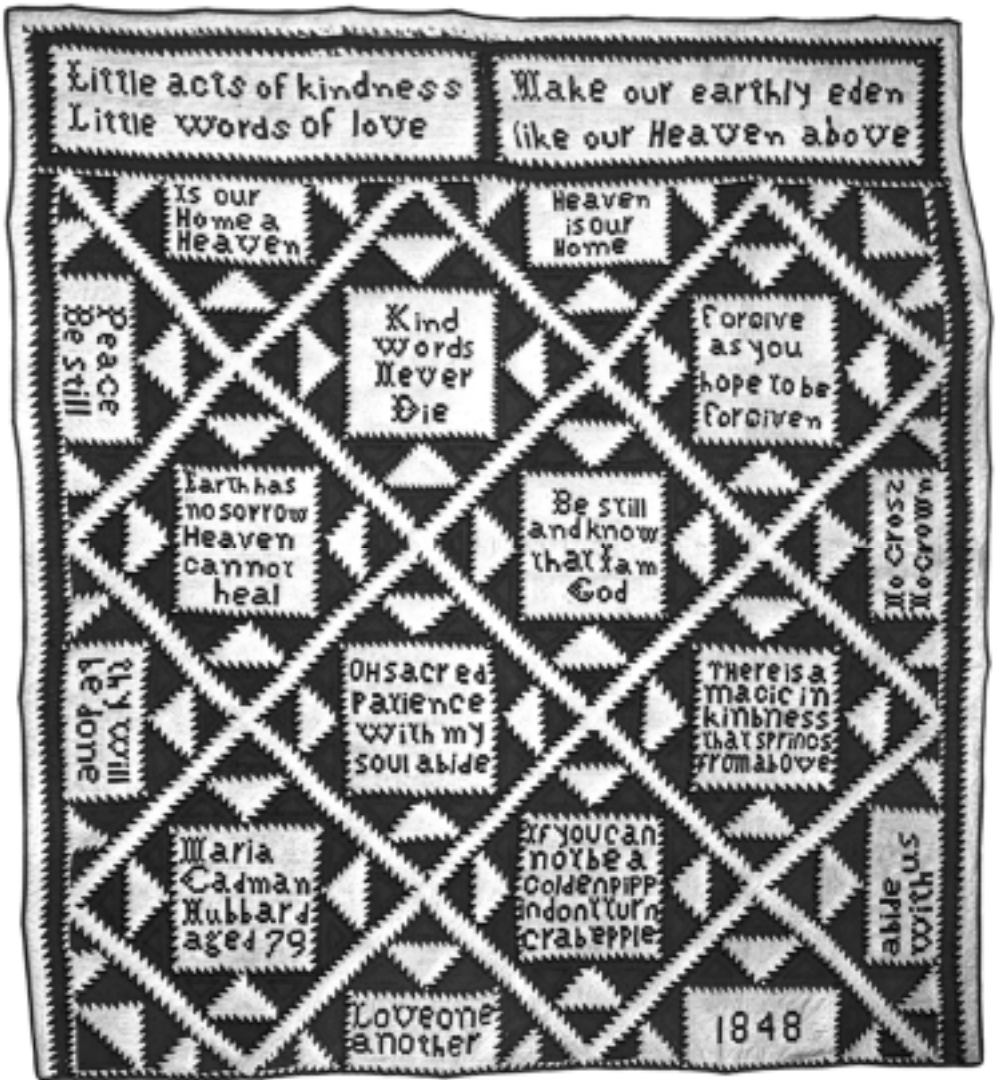 Little acts of kindness
Little words of love
Make our earthly eden
like our Heaven above
Is our
Home a
Heaven
Heaven
is our
Home
Peace
Be still
Kind
words
Never
Die
forgive
as you
hope to be
forgiven
Earth has
no sorrow
Heaven
cannot
heal
Be still
and know
that I am
God
No Cross
No Crown
thy will
be done
OH sacred
Patience
with my
soul abide
THere is a
magic in
kinbness
that springs
from above
Maria
Cadman
Hubbard
aged 79
If you can
not be a
Golden pipp
in dont turn
crab epple
abide
with us
Love one
another
1848